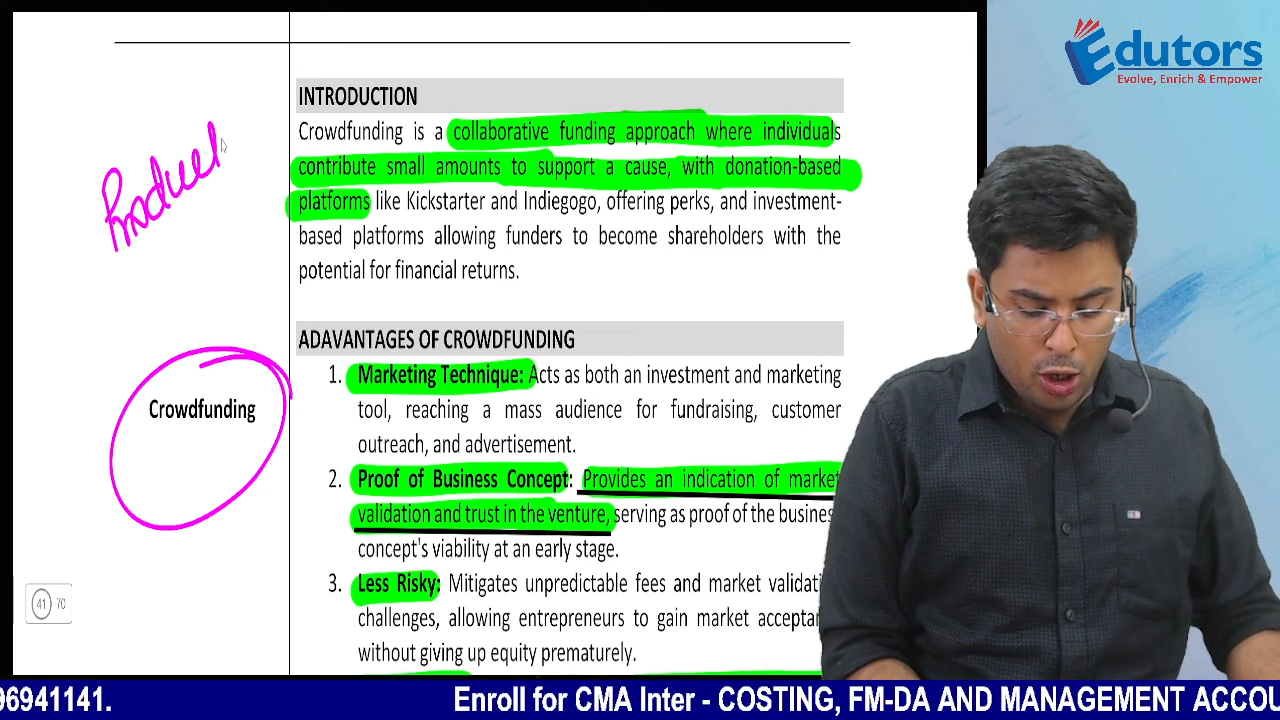 Edutors
Evolve, Enrich & Empower
INTRODUCTION
Crowdfunding is a collaborative funding approach where individuals
contribute small amounts to support a cause, with donation-based
platforms like Kickstarter and Indiegogo, offering perks, and investment-
based platforms allowing funders to become shareholders with the
potential for financial returns.
Crowdfunding
ADAVANTAGES OF CROWDFUNDING
1. Marketing Technique: Acts as both an investment and marketing
tool, reaching a mass audience for fundraising, customer
outreach, and advertisement.
2. Proof of Business Concept: Provides an indication of market
validation and trust in the venture, serving as proof of the busines
concept's viability at an early stage.
3. Less Risky: Mitigates unpredictable fees and market validati
challenges, allowing entrepreneurs to gain market acceptan
without giving up equity prematurely.
41 70
96941141. Enroll for CMA Inter - COSTING, FM-DA AND MANAGEMENT ACCOU